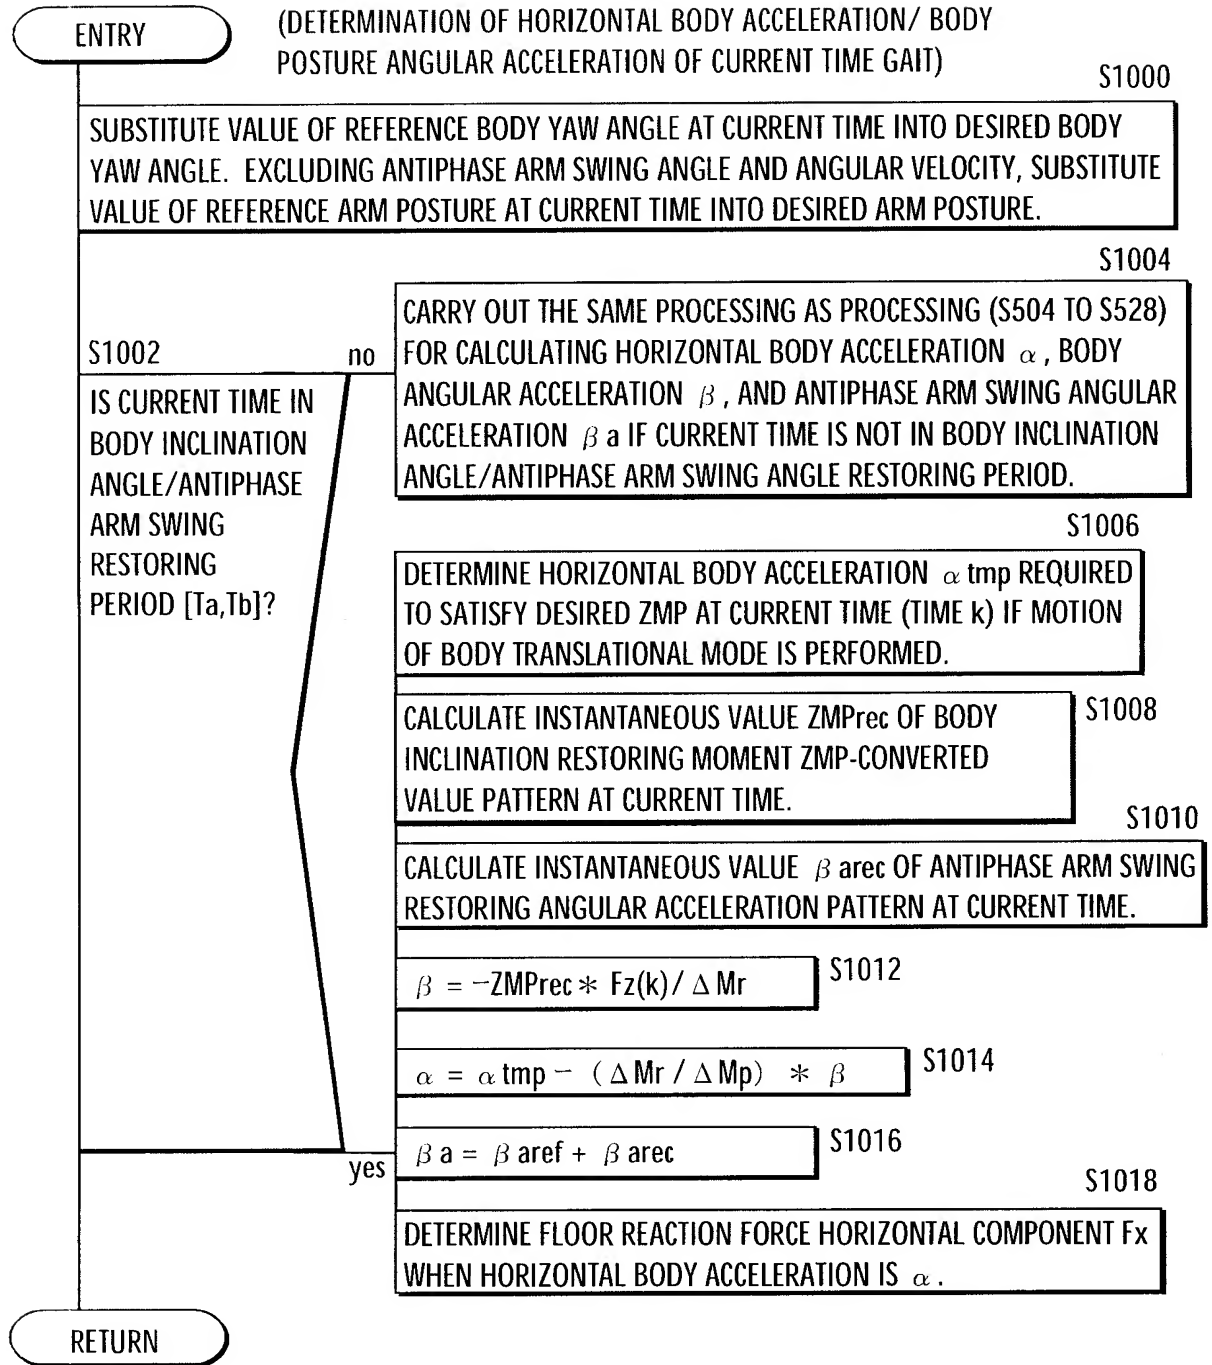 ENTRY
(DETERMINATION OF HORIZONTAL BODY ACCELERATION/ BODY
POSTURE ANGULAR ACCELERATION OF CURRENT TIME GAIT)
S1000
SUBSTITUTE VALUE OF REFERENCE BODY YAW ANGLE AT CURRENT TIME INTO DESIRED BODY
YAW ANGLE. EXCLUDING ANTIPHASE ARM SWING ANGLE AND ANGULAR VELOCITY, SUBSTITUTE
VALUE OF REFERENCE ARM POSTURE AT CURRENT TIME INTO DESIRED ARM POSTURE.
S1002
IS CURRENT TIME IN
BODY INCLINATION
ANGLE/ANTIPHASE
ARM SWING
RESTORING
PERIOD [Ta,Tb]?
no
S1004
CARRY OUT THE SAME PROCESSING AS PROCESSING (S504 TO S528)
FOR CALCULATING HORIZONTAL BODY ACCELERATION α, BODY
ANGULAR ACCELERATION β, AND ANTIPHASE ARM SWING ANGULAR
ACCELERATION β a IF CURRENT TIME IS NOT IN BODY INCLINATION
ANGLE/ANTIPHASE ARM SWING ANGLE RESTORING PERIOD.
yes
S1006
DETERMINE HORIZONTAL BODY ACCELERATION α tmp REQUIRED
TO SATISFY DESIRED ZMP AT CURRENT TIME (TIME k) IF MOTION
OF BODY TRANSLATIONAL MODE IS PERFORMED.
S1008
CALCULATE INSTANTANEOUS VALUE ZMPrec OF BODY
INCLINATION RESTORING MOMENT ZMP-CONVERTED
VALUE PATTERN AT CURRENT TIME.
S1010
CALCULATE INSTANTANEOUS VALUE β arec OF ANTIPHASE ARM SWING
RESTORING ANGULAR ACCELERATION PATTERN AT CURRENT TIME.
β = -ZMPrec * Fz(k)/ Δ Mr
S1012
α = α tmp - ( Δ Mr / Δ Mp) * β
S1014
β a = β aref + β arec
S1016
S1018
DETERMINE FLOOR REACTION FORCE HORIZONTAL COMPONENT Fx
WHEN HORIZONTAL BODY ACCELERATION IS α.
RETURN